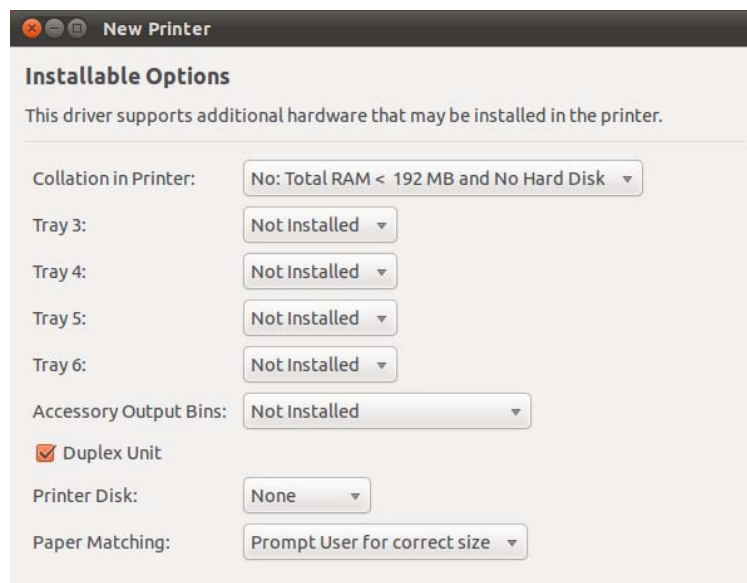 New Printer
Installable Options
This driver supports additional hardware that may be installed in the printer.
Collation in Printer: No: Total RAM < 192 MB and No Hard Disk
Tray 3: Not Installed
Tray 4: Not Installed
Tray 5: Not Installed
Tray 6: Not Installed
Accessory Output Bins: Not Installed
Duplex Unit
Printer Disk: None
Paper Matching: Prompt User for correct size